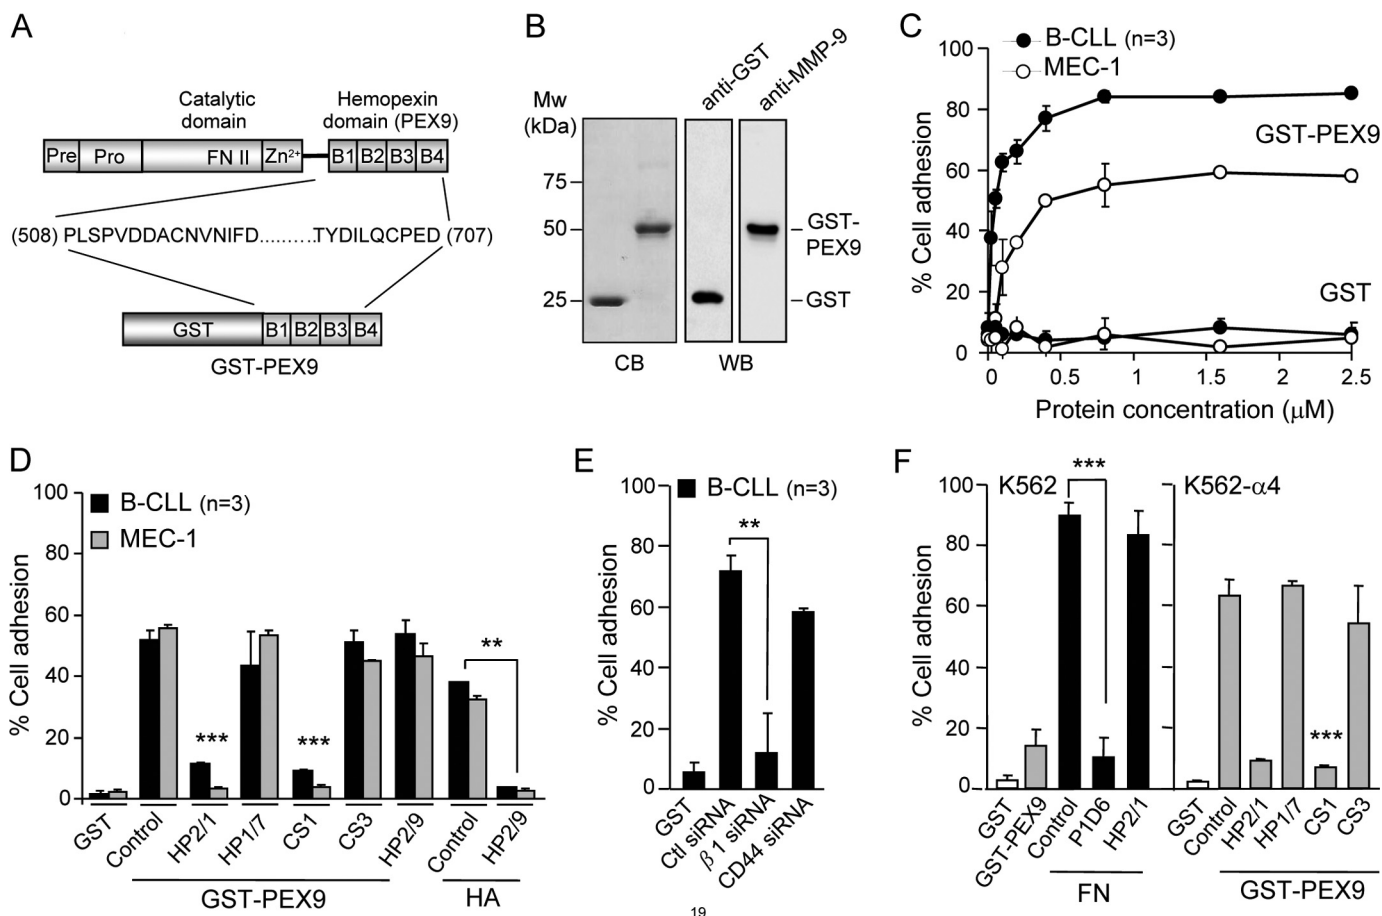 A
Catalytic
domain
Hemopexin
domain (PEX9)
Pre Pro FN II Zn²⁺ B1 B2 B3 B4
(508) PLSPVDDACNVNIFD.........TYDILQCPED (707)
GST B1 B2 B3 B4
GST-PEX9
B
anti-GST
anti-MMP-9
Mw
(kDa)
75
50
25
GST-
PEX9
GST
CB
WB
C
B-CLL (n=3)
MEC-1
% Cell adhesion
100
80
60
40
20
0
GST-PEX9
GST
0 0.5 1 1.5 2 2.5
Protein concentration (μM)
D
B-CLL (n=3)
MEC-1
% Cell adhesion
100
80
60
40
20
0
***
***
**
GST
Control
HP2/1
HP1/7
CS1
CS3
HP2/9
Control
HP2/9
GST-PEX9
HA
E
B-CLL (n=3)
% Cell adhesion
100
80
60
40
20
0
**
GST
Ctl siRNA
β1 siRNA
CD44 siRNA
F
K562
K562-α4
% Cell adhesion
100
80
60
40
20
0
***
***
GST
GST-PEX9
Control
P1D6
HP2/1
FN
GST
Control
HP2/1
HP1/7
CS1
CS3
GST-PEX9
19